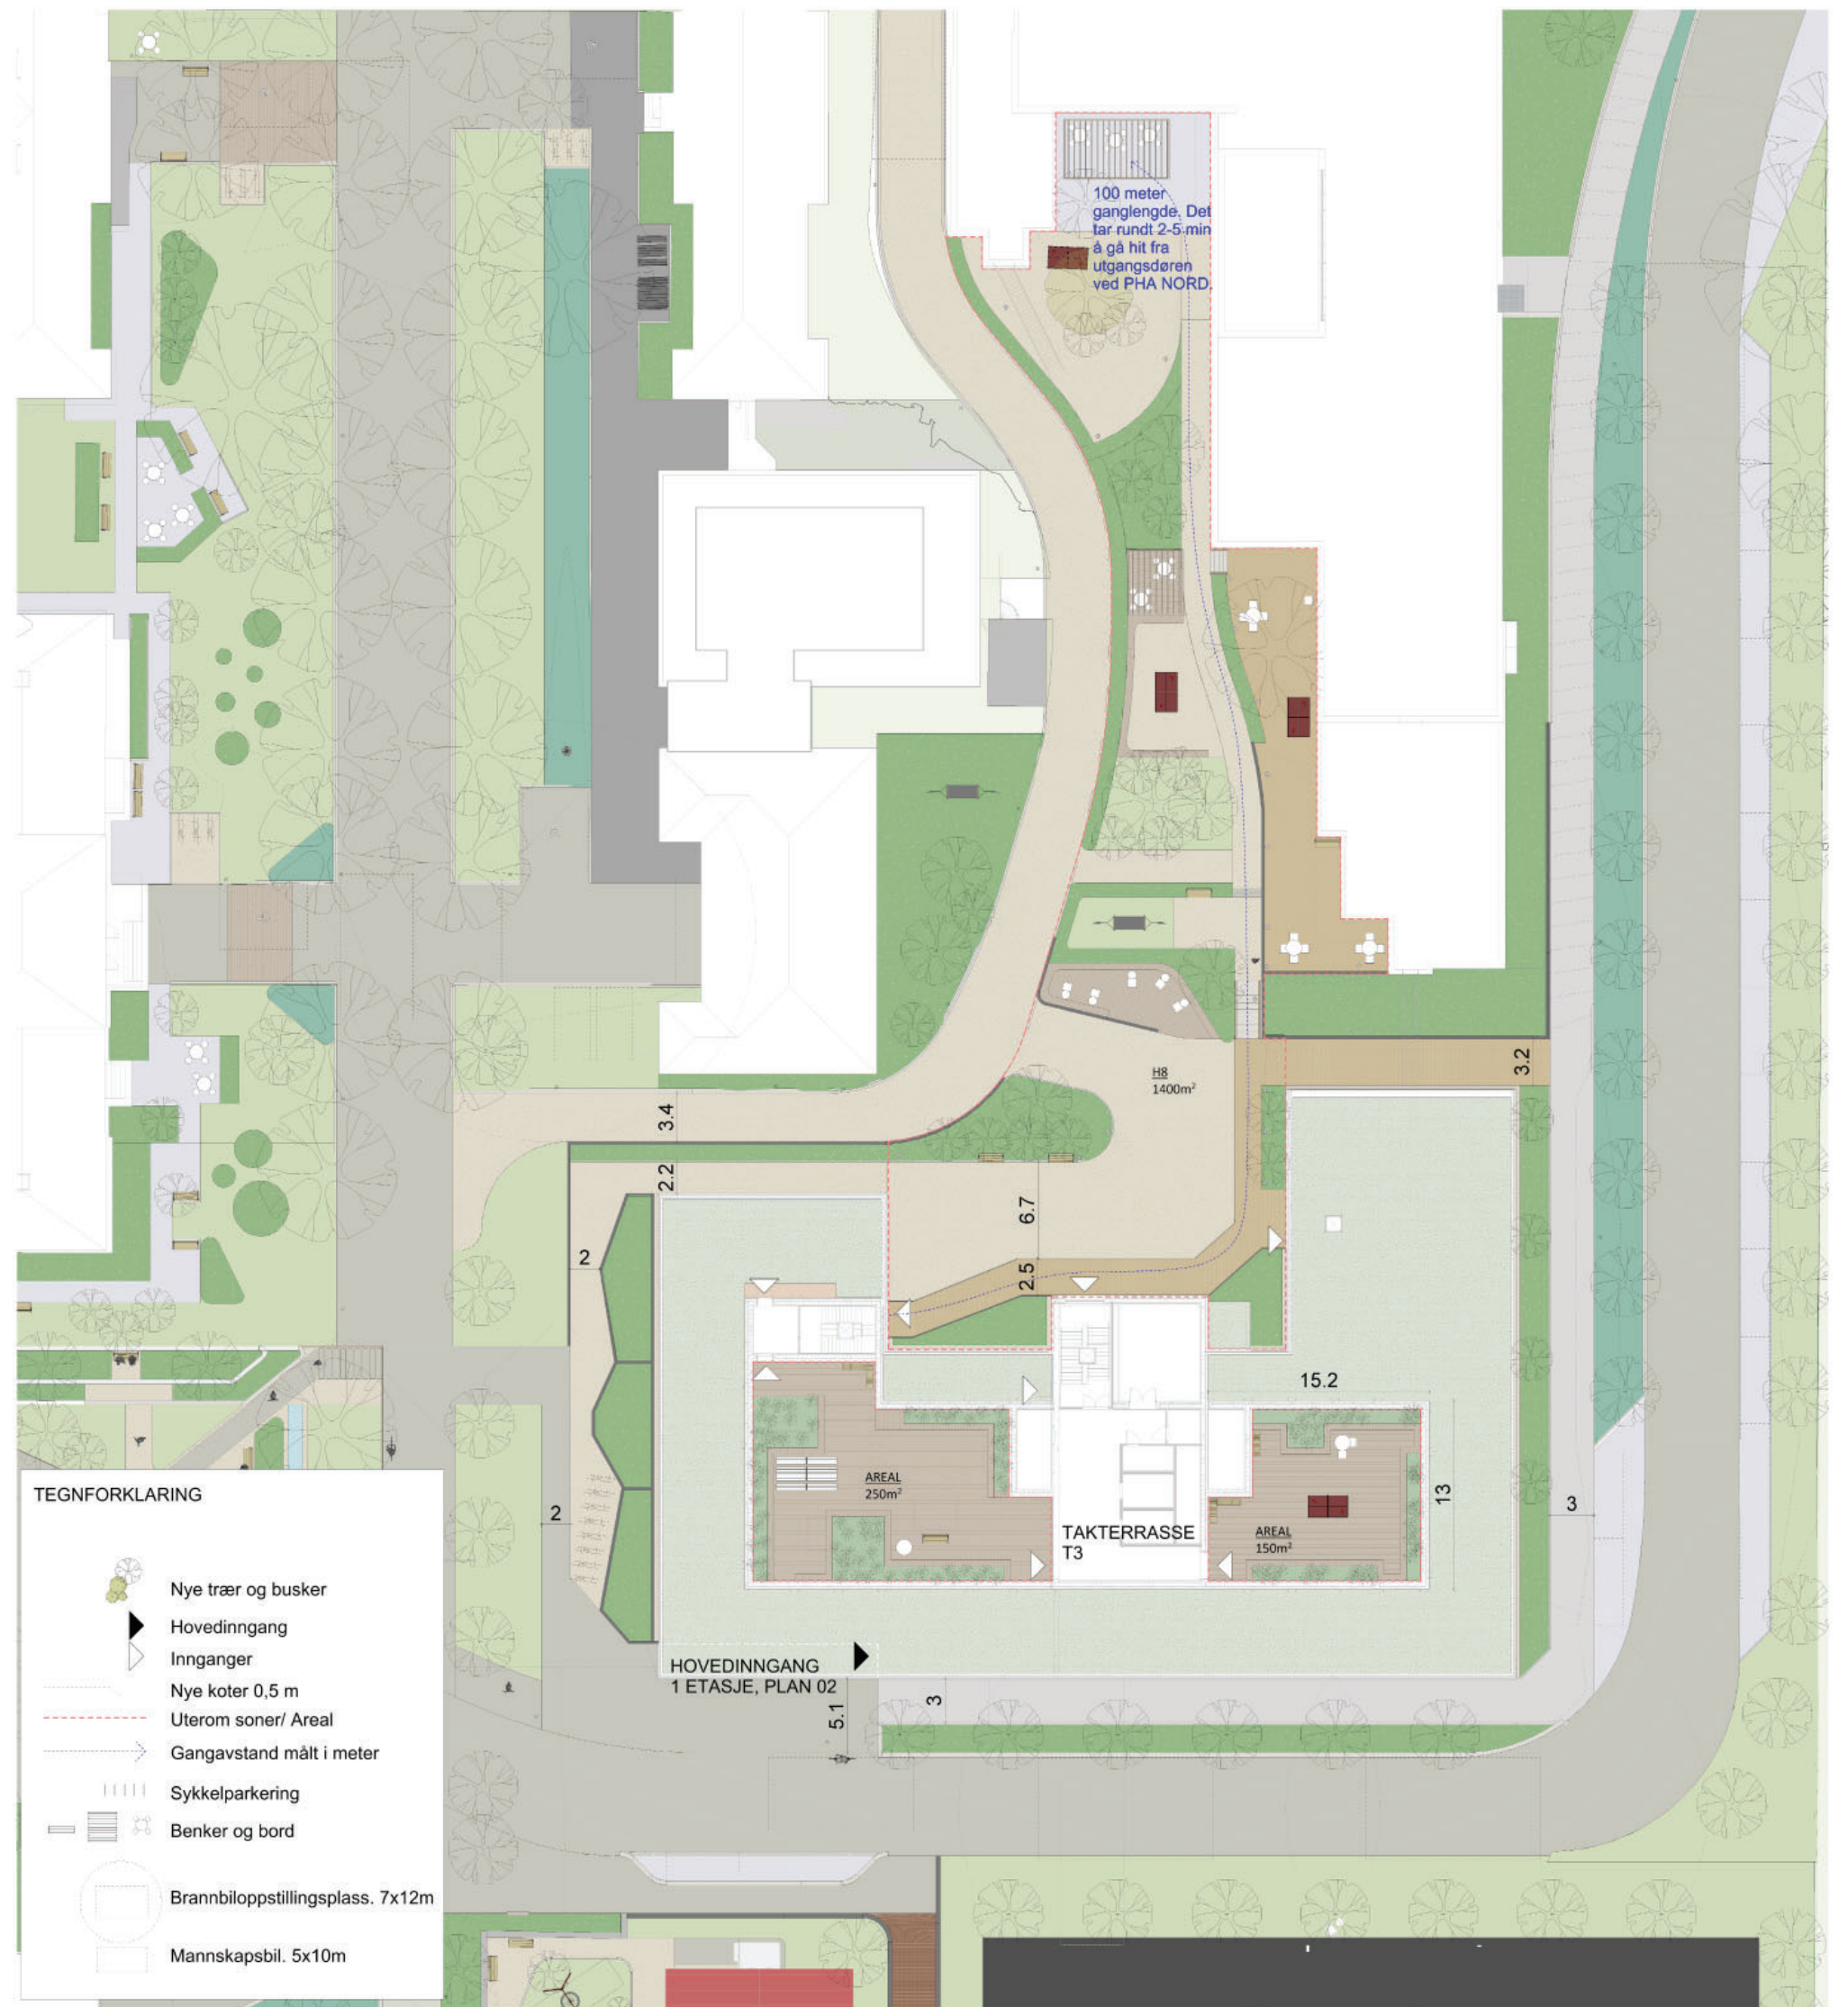 100 meter
ganglengde. Det
tar rundt 2-5 min
å gå hit fra
utgangsdøren
ved PHA NORD.
H8
1400m²
3.2
3.4
2.2
6.7
2
2.5
15.2
AREAL
250m²
13
2
TAKTERRASSE
T3
AREAL
150m²
3
HOVEDINNGANG
1 ETASJE, PLAN 02
5.1
3
TEGNFORKLARING
Nye trær og busker
Hovedinngang
Innganger
Nye koter 0,5 m
Uterom soner/ Areal
Gangavstand målt i meter
Sykkelparkering
Benker og bord
Brannbiloppstillingsplass. 7x12m
Mannskapsbil. 5x10m